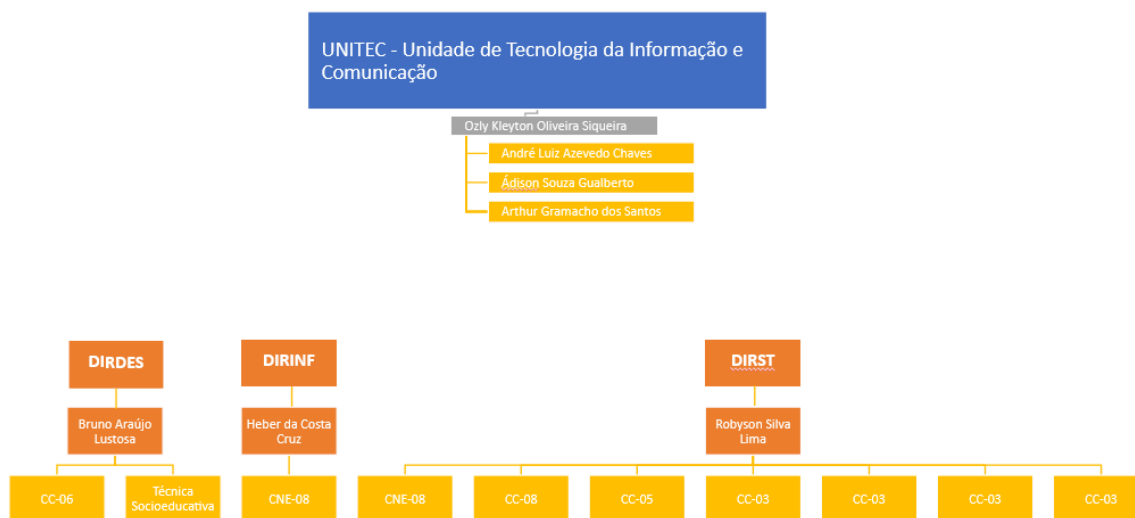 UNITEC - Unidade de Tecnologia da Informação e
Comunicação
Ozly Kleyton Oliveira Siqueira
André Luiz Azevedo Chaves
Ádison Souza Gualberto
Arthur Gramacho dos Santos
DIRDES
DIRINF
DIRST
Bruno Araújo
Lustosa
Heber da Costa
Cruz
Robyson Silva
Lima
CC-06
Técnica
Socioeducativa
CNE-08
CNE-08
CC-08
CC-05
CC-03
CC-03
CC-03
CC-03